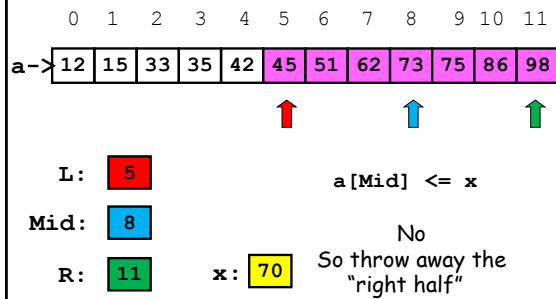 0 1 2 3 4 5 6 7 8 9 10 11
a-> 12 15 33 35 42 45 51 62 73 75 86 98
L: 5
a[Mid] <= x
Mid: 8
No
So throw away the
R: 11 x: 70
“right half”